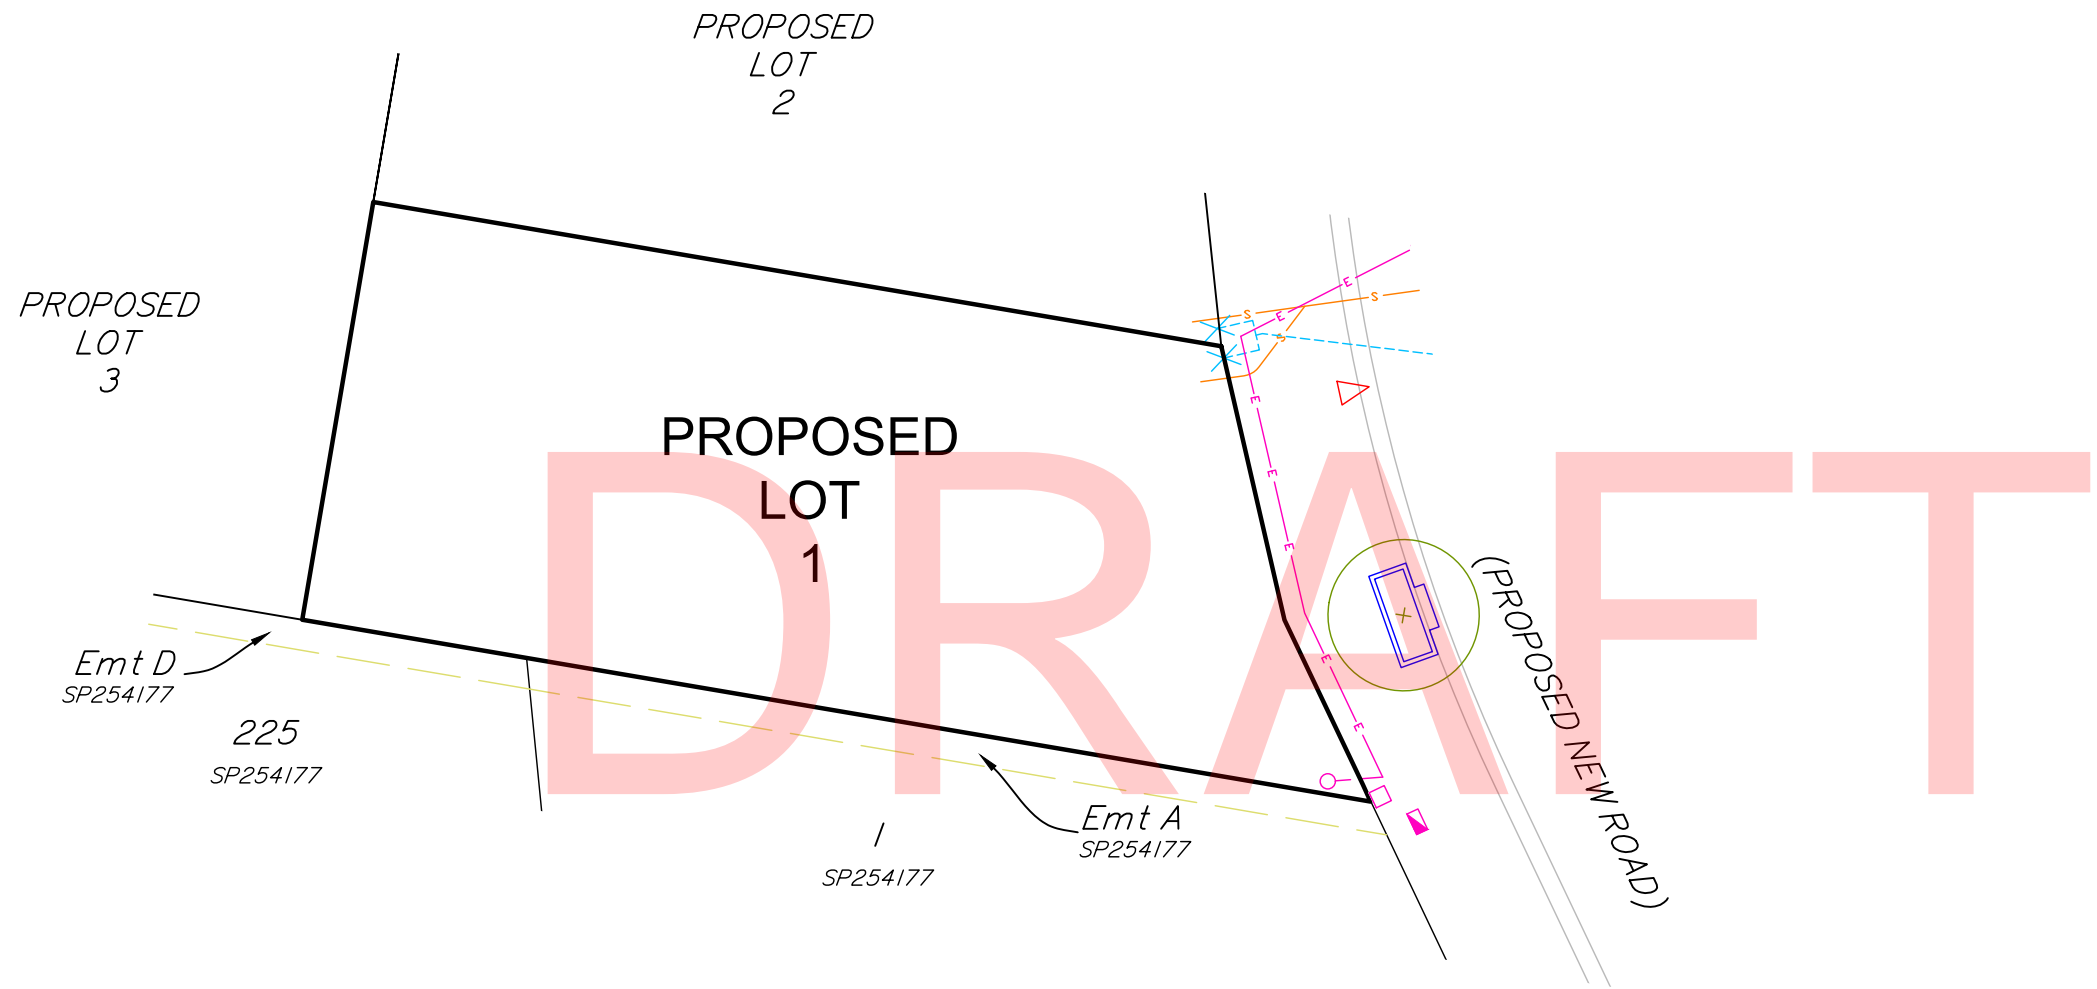 PROPOSED
LOT
2
PROPOSED
LOT
3
PROPOSED
LOT
1
DRAFT
S
S
S
E
E
E
E
E
E
E
(PROPOSED NEW ROAD)
Emt D
SP254177
225
SP254177
Emt A
SP254177
1
SP254177